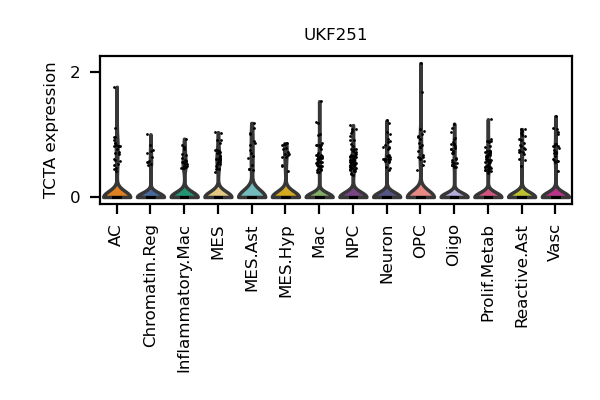 UKF251
TCTA expression
2
0
AC
Chromatin.Reg
Inflammatory.Mac
MES
MES.Ast
MES.Hyp
Mac
NPC
Neuron
OPC
Oligo
Prolif.Metab
Reactive.Ast
Vasc